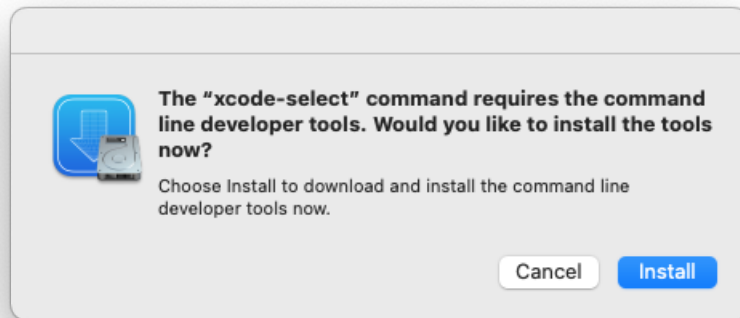 The “xcode-select” command requires the command
line developer tools. Would you like to install the tools
now?
Choose Install to download and install the command line
developer tools now.
Cancel
Install